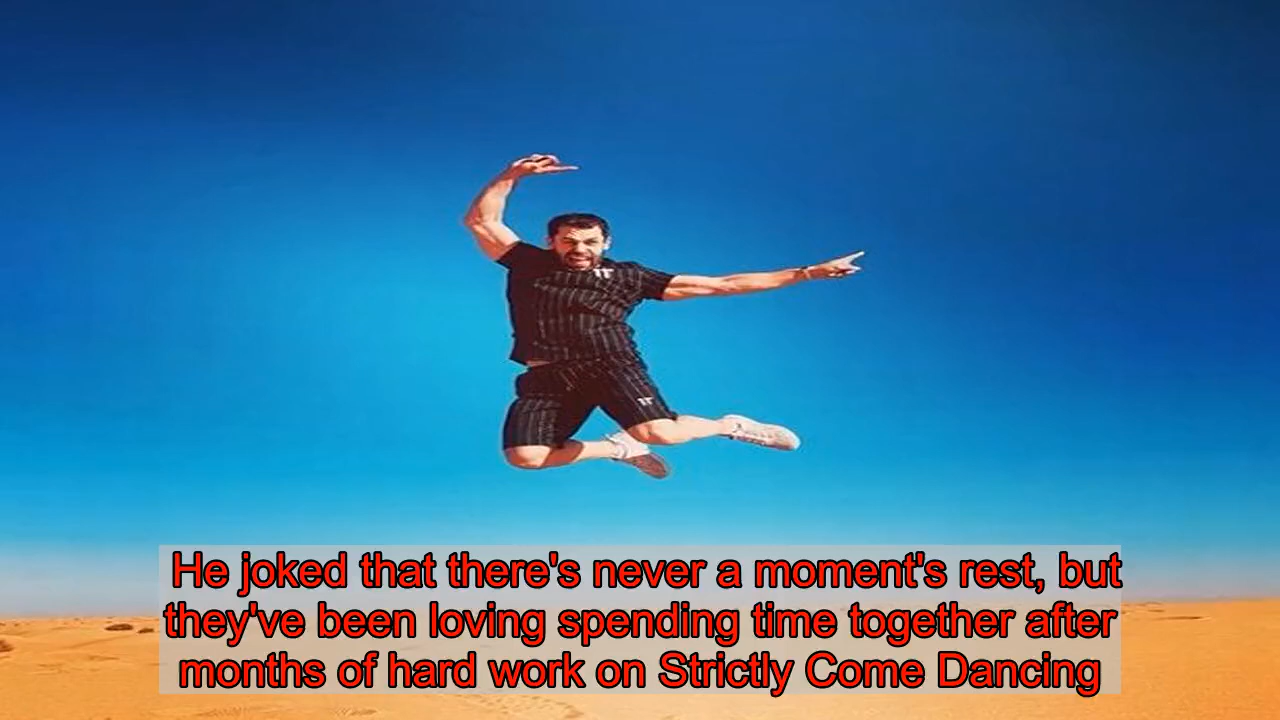 He joked that there's never a moment's rest, but
they've been loving spending time together after
months of hard work on Strictly Come Dancing